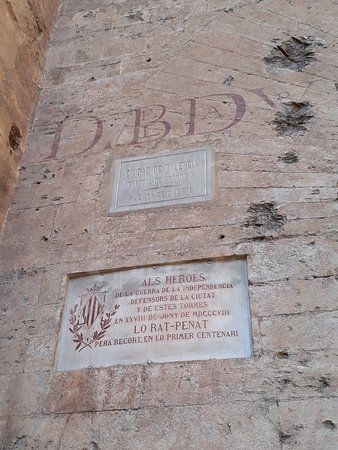 CIUDAD DE VALENCIA
ALS HEROES
DE LA GUERRA DE LA INDEPENDENCIA
DEFENSORS DE LA CIUTAT
Y DE ESTES TORRES
EN XXVIII DE JUNY DE MDCCCVIII
LO RAT-PENAT
PERA RECORT, EN LO PRIMER CENTENARI